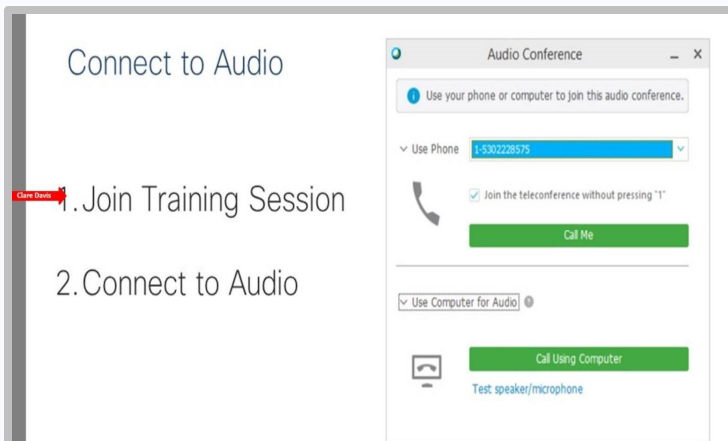 Connect to Audio
Clare Davis
1. Join Training Session
2. Connect to Audio
Audio Conference
Use your phone or computer to join this audio conference.
Use Phone
1-5302228575
Join the teleconference without pressing "1"
Call Me
Use Computer for Audio
Call Using Computer
Test speaker/microphone